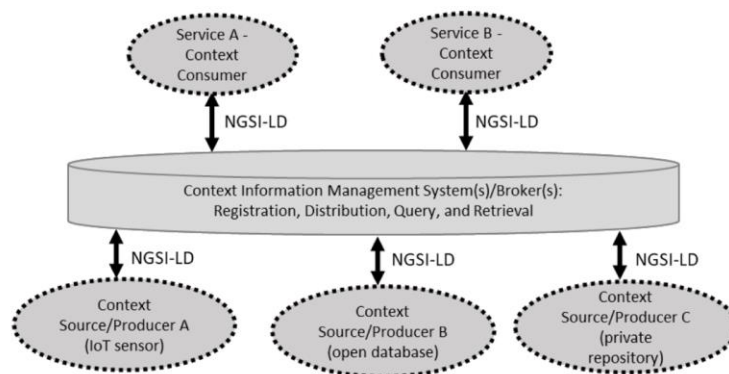 Service A -
Context
Consumer
Service B -
Context
Consumer
NGSI-LD
NGSI-LD
Context Information Management System(s)/Broker(s):
Registration, Distribution, Query, and Retrieval
NGSI-LD
NGSI-LD
NGSI-LD
Context
Source/Producer A
(IoT sensor)
Context
Source/Producer B
(open database)
Context
Source/Producer C
(private
repository)